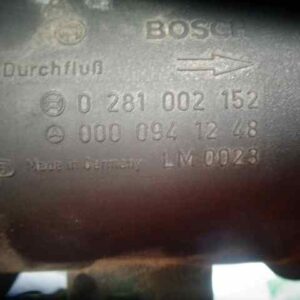 BOSCH
Durchfluß
0 281 002 152
000 094 12 48
Made in Germany LM 0023